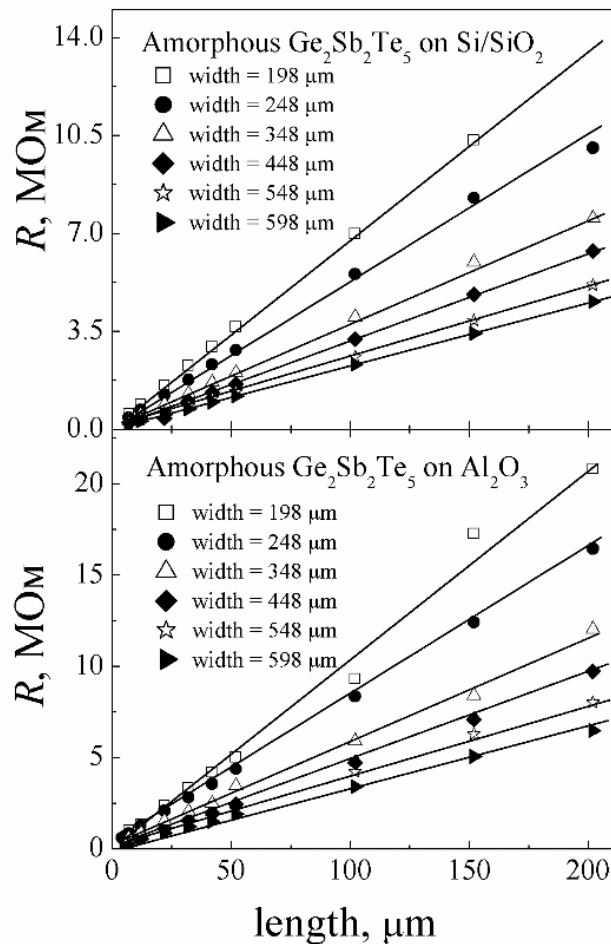 14.0
Amorphous Ge₂Sb₂Te₅ on Si/SiO₂
width = 198 μm
width = 248 μm
width = 348 μm
width = 448 μm
width = 548 μm
width = 598 μm
10.5
7.0
3.5
0.0
R, MОм
Amorphous Ge₂Sb₂Te₅ on Al₂O₃
width = 198 μm
width = 248 μm
width = 348 μm
width = 448 μm
width = 548 μm
width = 598 μm
20
15
10
5
0
R, MОм
0 50 100 150 200
length, μm